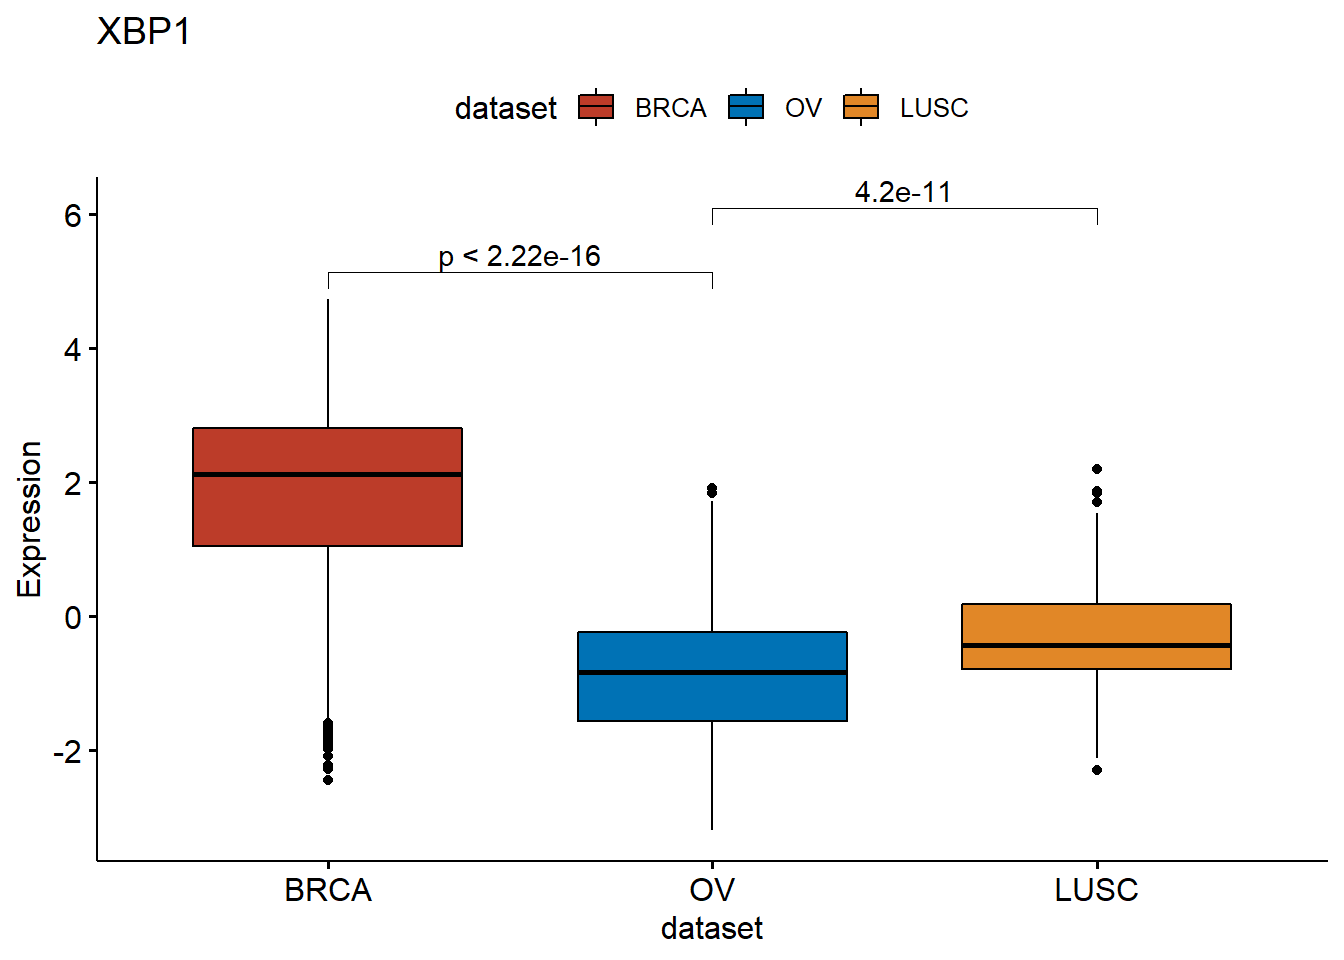 XBP1
dataset BRCA OV LUSC
4.2e-11
p < 2.22e-16
6
4
2
0
-2
Expression
BRCA OV LUSC
dataset